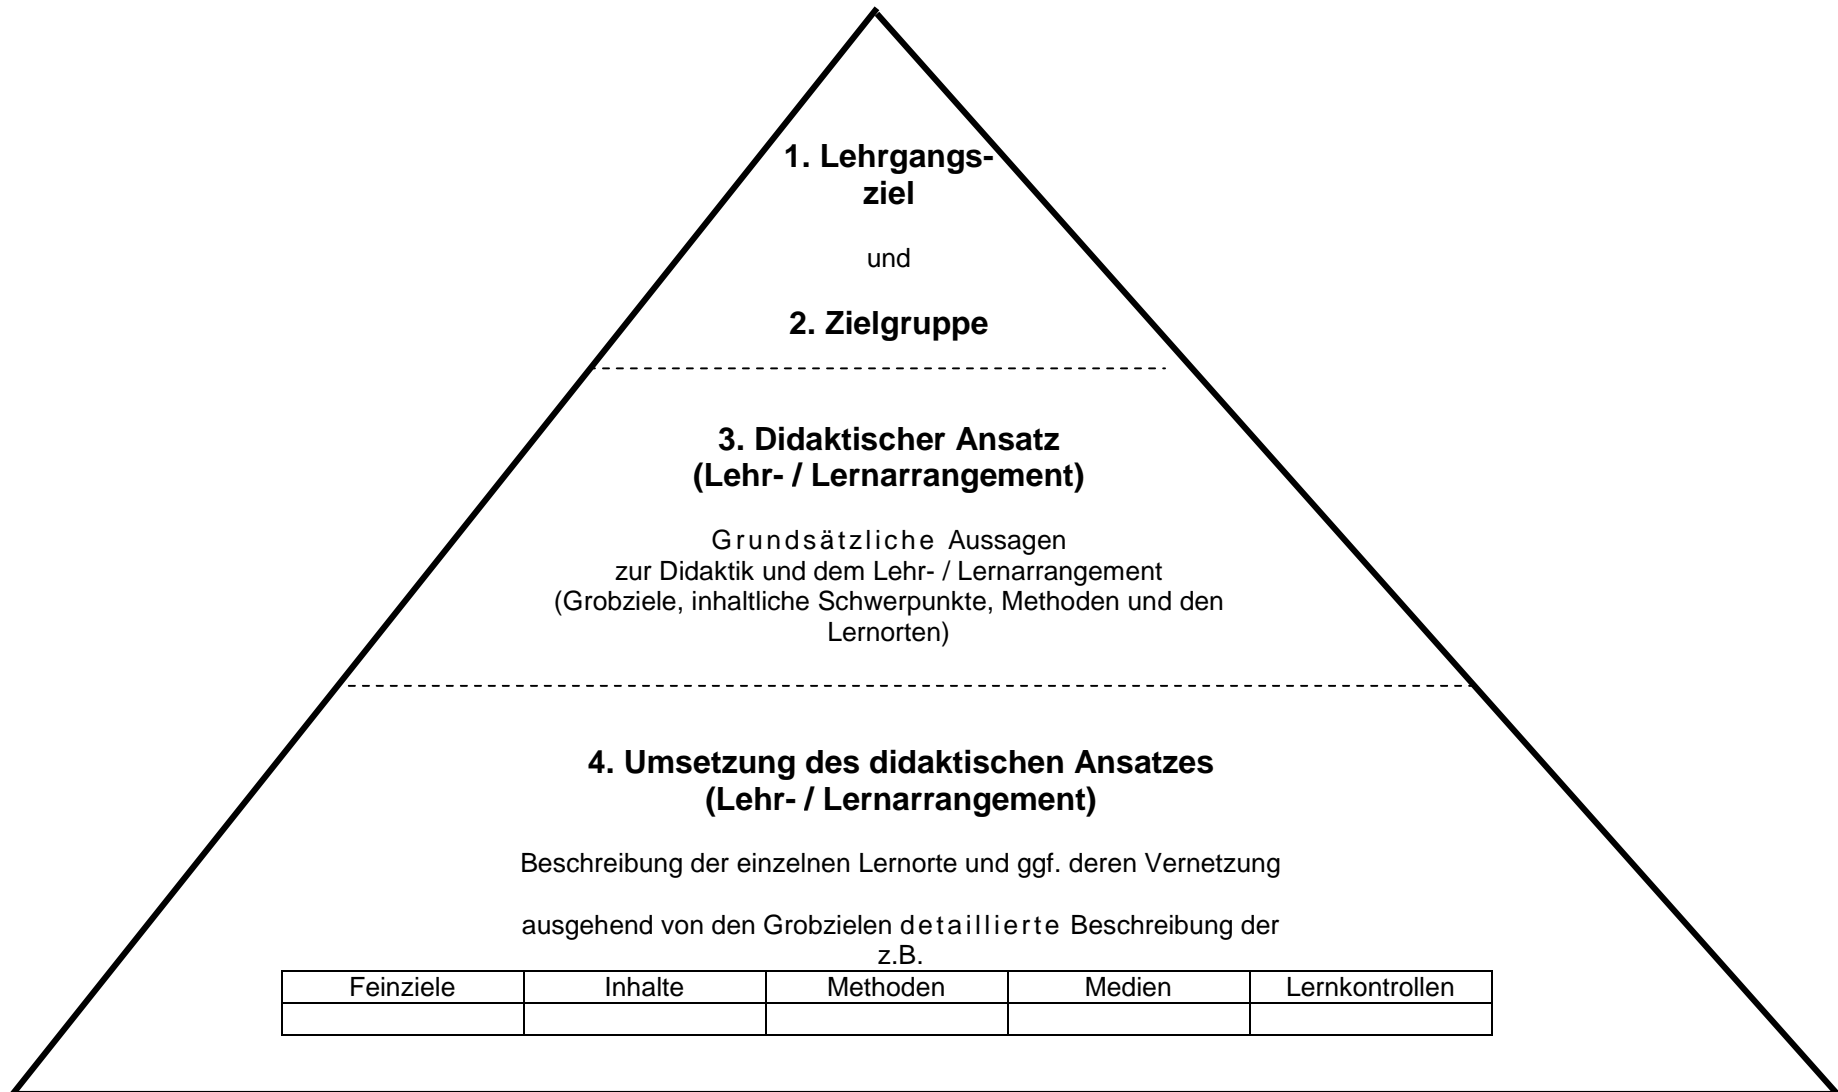 1. Lehrgangs-
ziel
und
2. Zielgruppe
3. Didaktischer Ansatz
(Lehr- / Lernarrangement)
Grundsätzliche Aussagen
zur Didaktik und dem Lehr- / Lernarrangement
(Grobziele, inhaltliche Schwerpunkte, Methoden und den
Lernorten)
4. Umsetzung des didaktischen Ansatzes
(Lehr- / Lernarrangement)
Beschreibung der einzelnen Lernorte und ggf. deren Vernetzung
ausgehend von den Grobzielen detaillierte Beschreibung der
z.B.
Feinziele Inhalte Methoden Medien Lernkontrollen